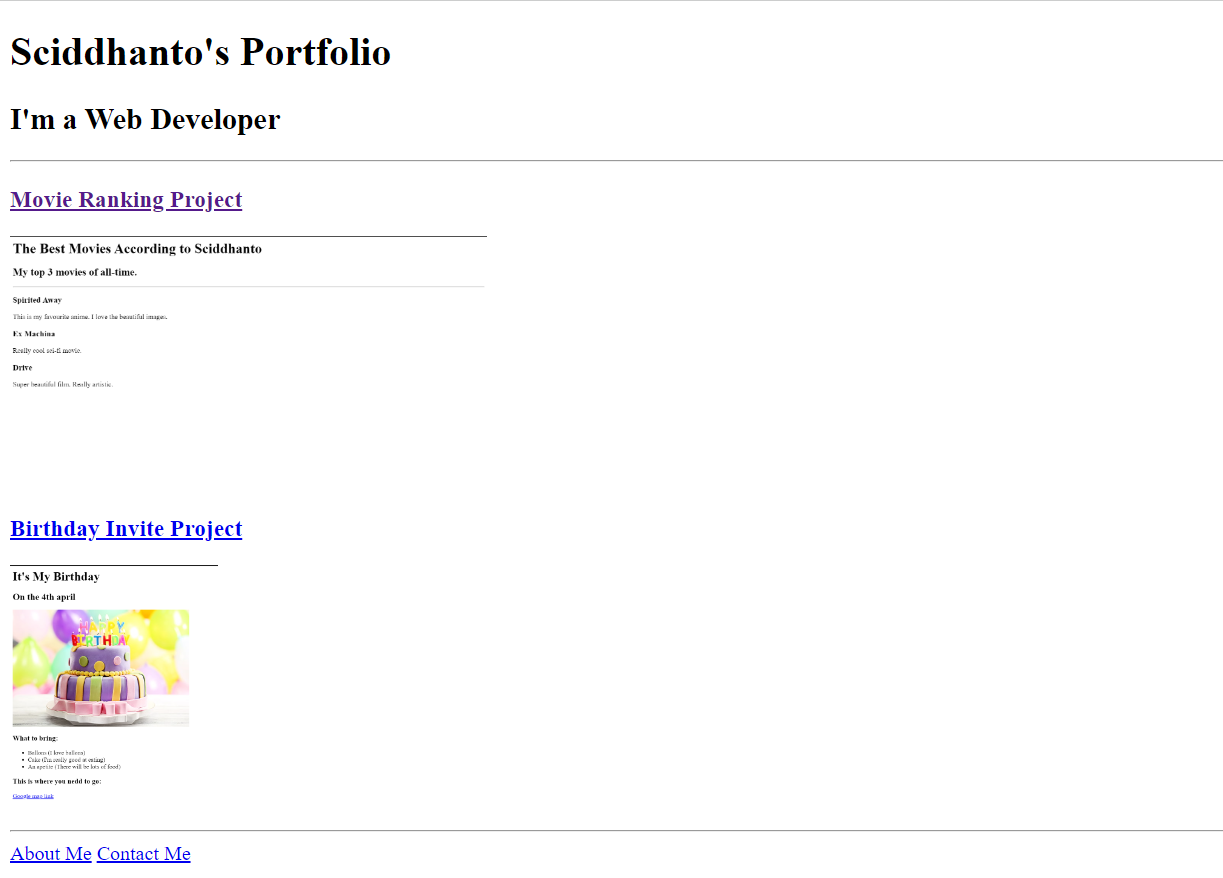 Sciddhanto's Portfolio
I'm a Web Developer
Movie Ranking Project
The Best Movies According to Sciddhanto
My top 3 movies of all-time.
Spirited Away
This is my favourite anime. I love the beautiful images.
Ex Machina
Really cool sci-fi movie.
Drive
Super beautiful film. Really artistic.
Birthday Invite Project
It's My Birthday
On the 4th april
HAPPY
BIRTHDAY
What to bring:
Ballons (I love ballons)
Cake (I'm really good at eating)
An apetite (There will be lots of food)
This is where you nedd to go:
Google map link
About Me Contact Me